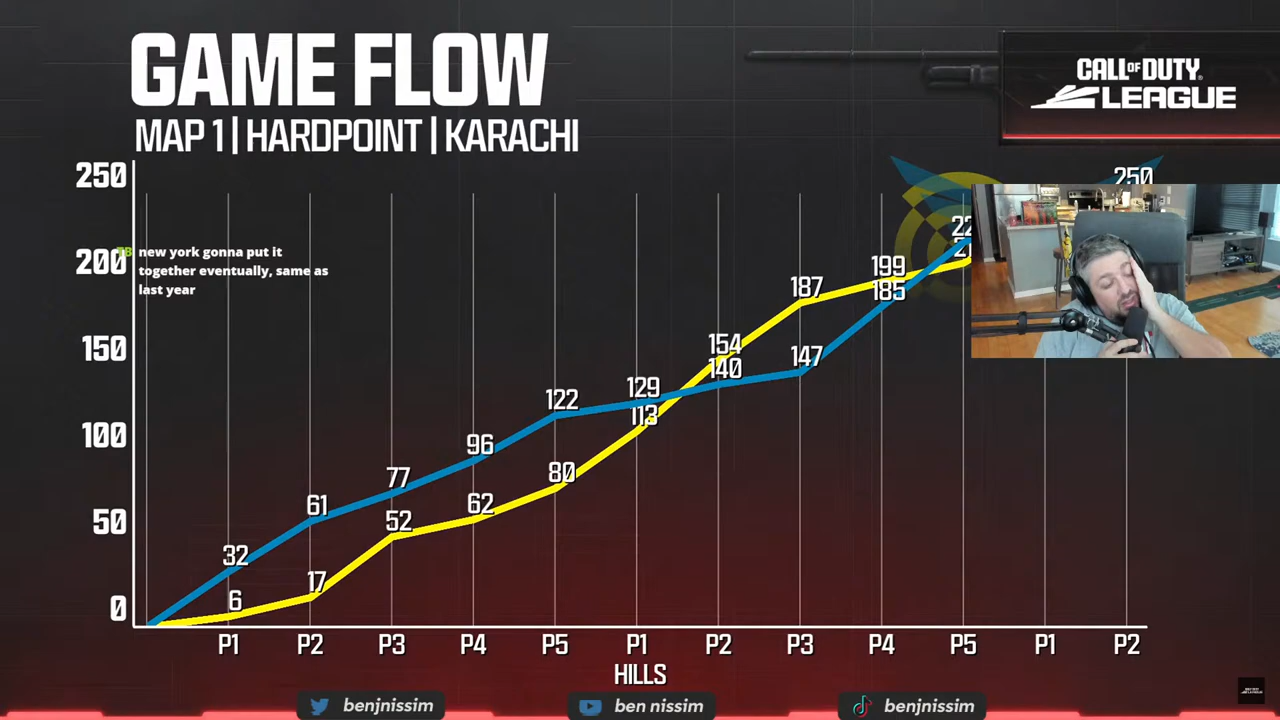 GAME FLOW
MAP 1 | HARDPOINT | KARACHI
CALL OF DUTY
LEAGUE
250
250
200
new york gonna put it
together eventually, same as
last year
199
187
185
150
154
147
140
129
122
113
100
96
80
77
62
61
52
50
32
17
6
0
P1 P2 P3 P4 P5 P1 P2 P3 P4 P5 P1 P2
HILLS
benjnissim
ben nissim
benjnissim